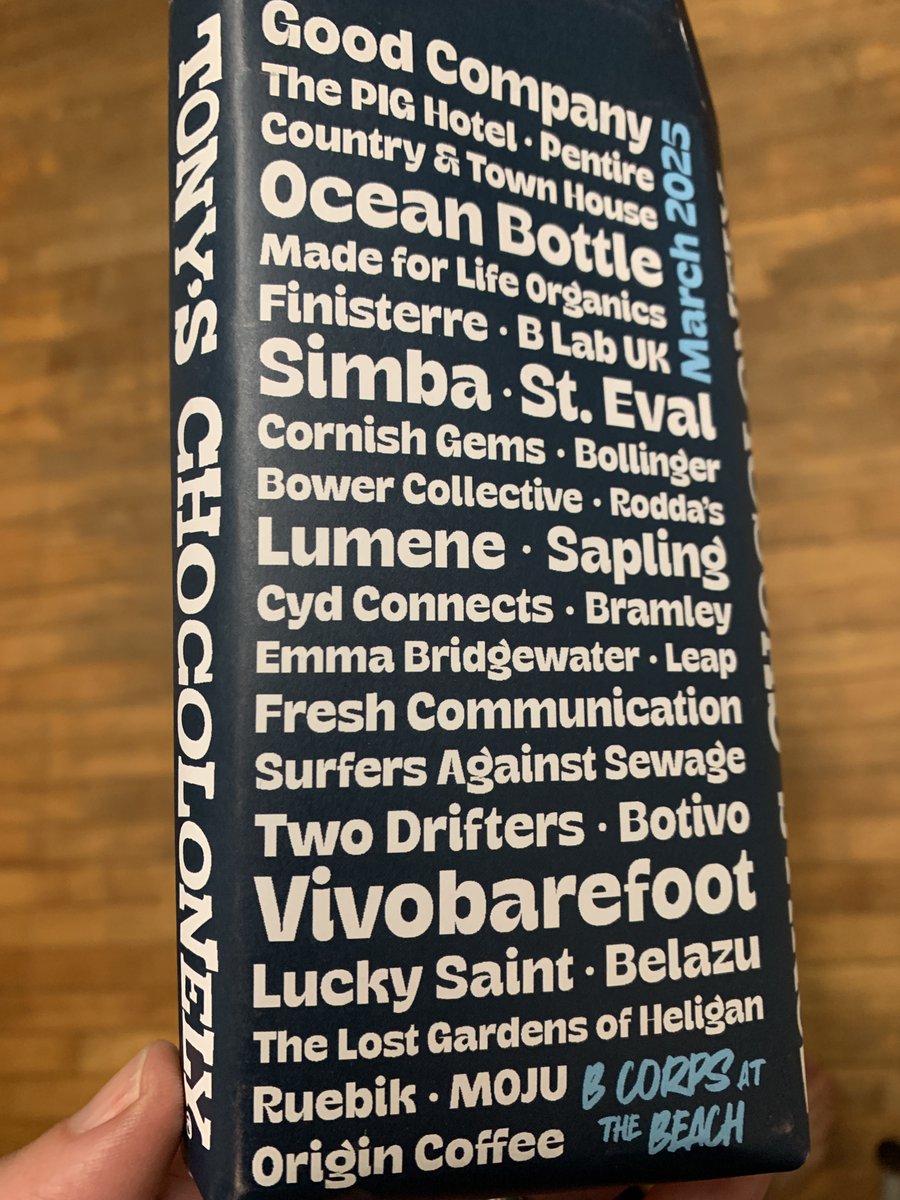 TONY'S CHOCOLONELY
Good Company
The PIG Hotel · Pentire
Country & Town House
Ocean Bottle
Made for Life Organics
Finisterre · B Lab UK
March 2025
Simba · St. Eval
Cornish Gems · Bollinger
Bower Collective · Rodda's
Lumene · Sapling
Cyd Connects · Bramley
Emma Bridgewater · Leap
Fresh Communication
Surfers Against Sewage
Two Drifters · Botivo
Vivobarefoot
Lucky Saint · Belazu
The Lost Gardens of Heligan
Ruebik · MOJU
Origin Coffee
B CORPS AT
THE BEACH